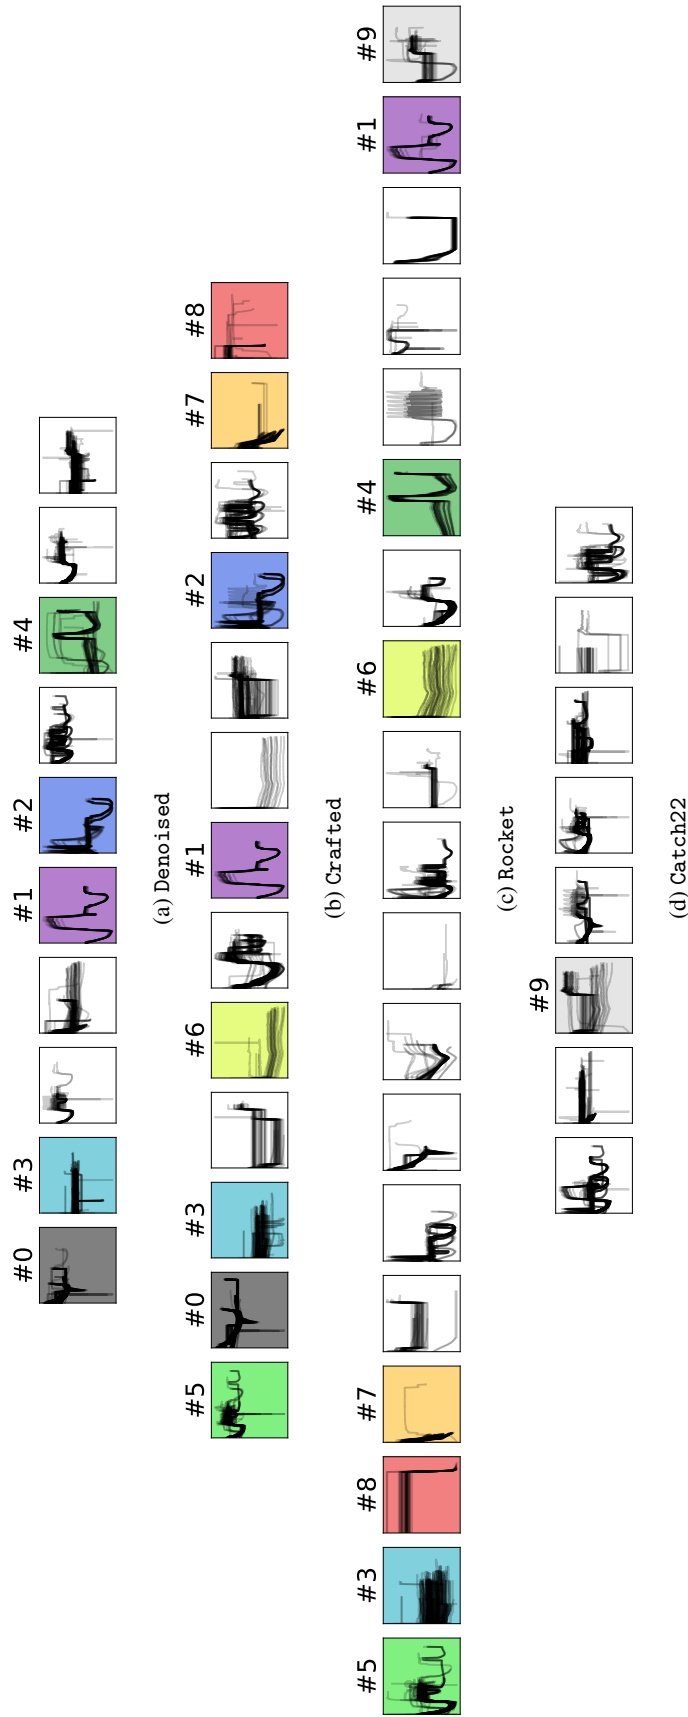 #0 #3 #1 #2 #4
(a) Denoised
#5 #0 #3 #6 #1 #2 #7 #8
(b) Crafted
#5 #3 #8 #7 #6 #4 #1 #9
(c) Rocket
#9
(d) Catch22